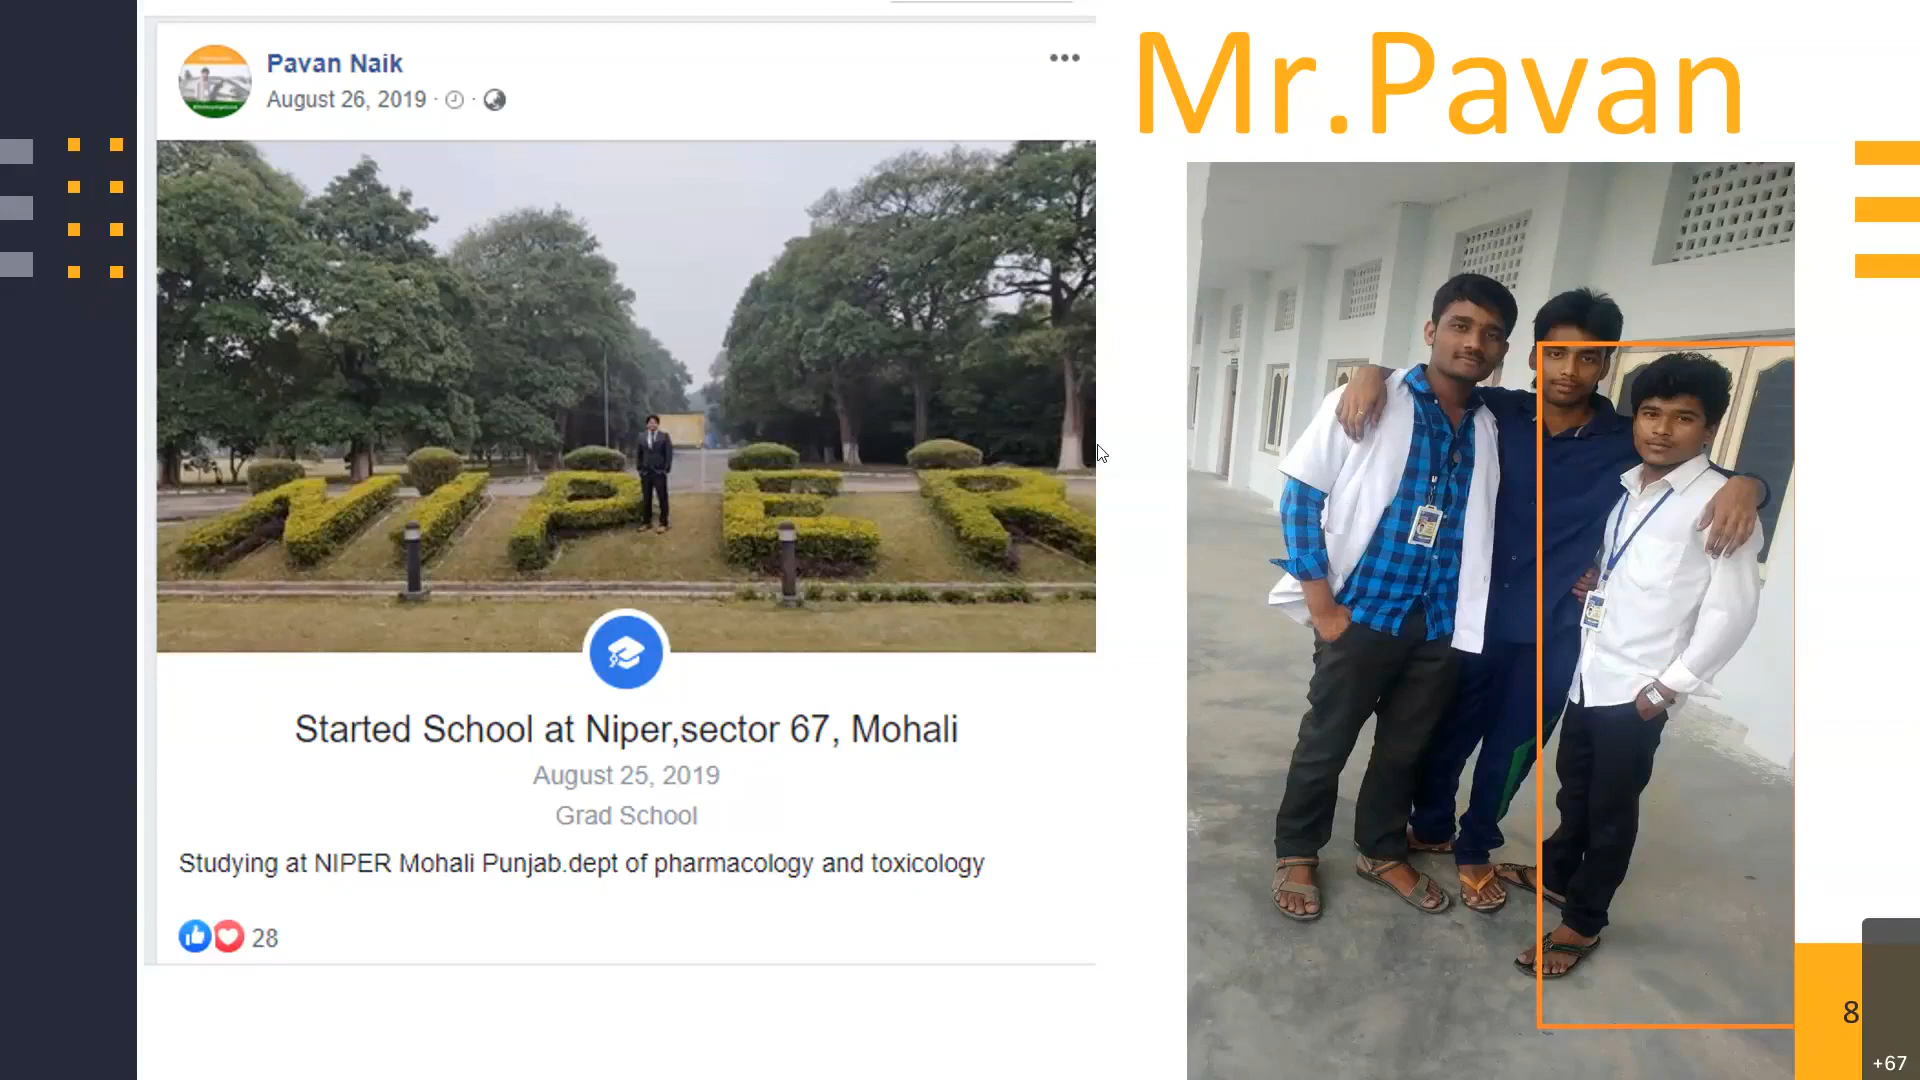 Pavan Naik
August 26, 2019
Mr.Pavan
NIPER
Started School at Niper,sector 67, Mohali
August 25, 2019
Grad School
Studying at NIPER Mohali Punjab.dept of pharmacology and toxicology
28
8
+67